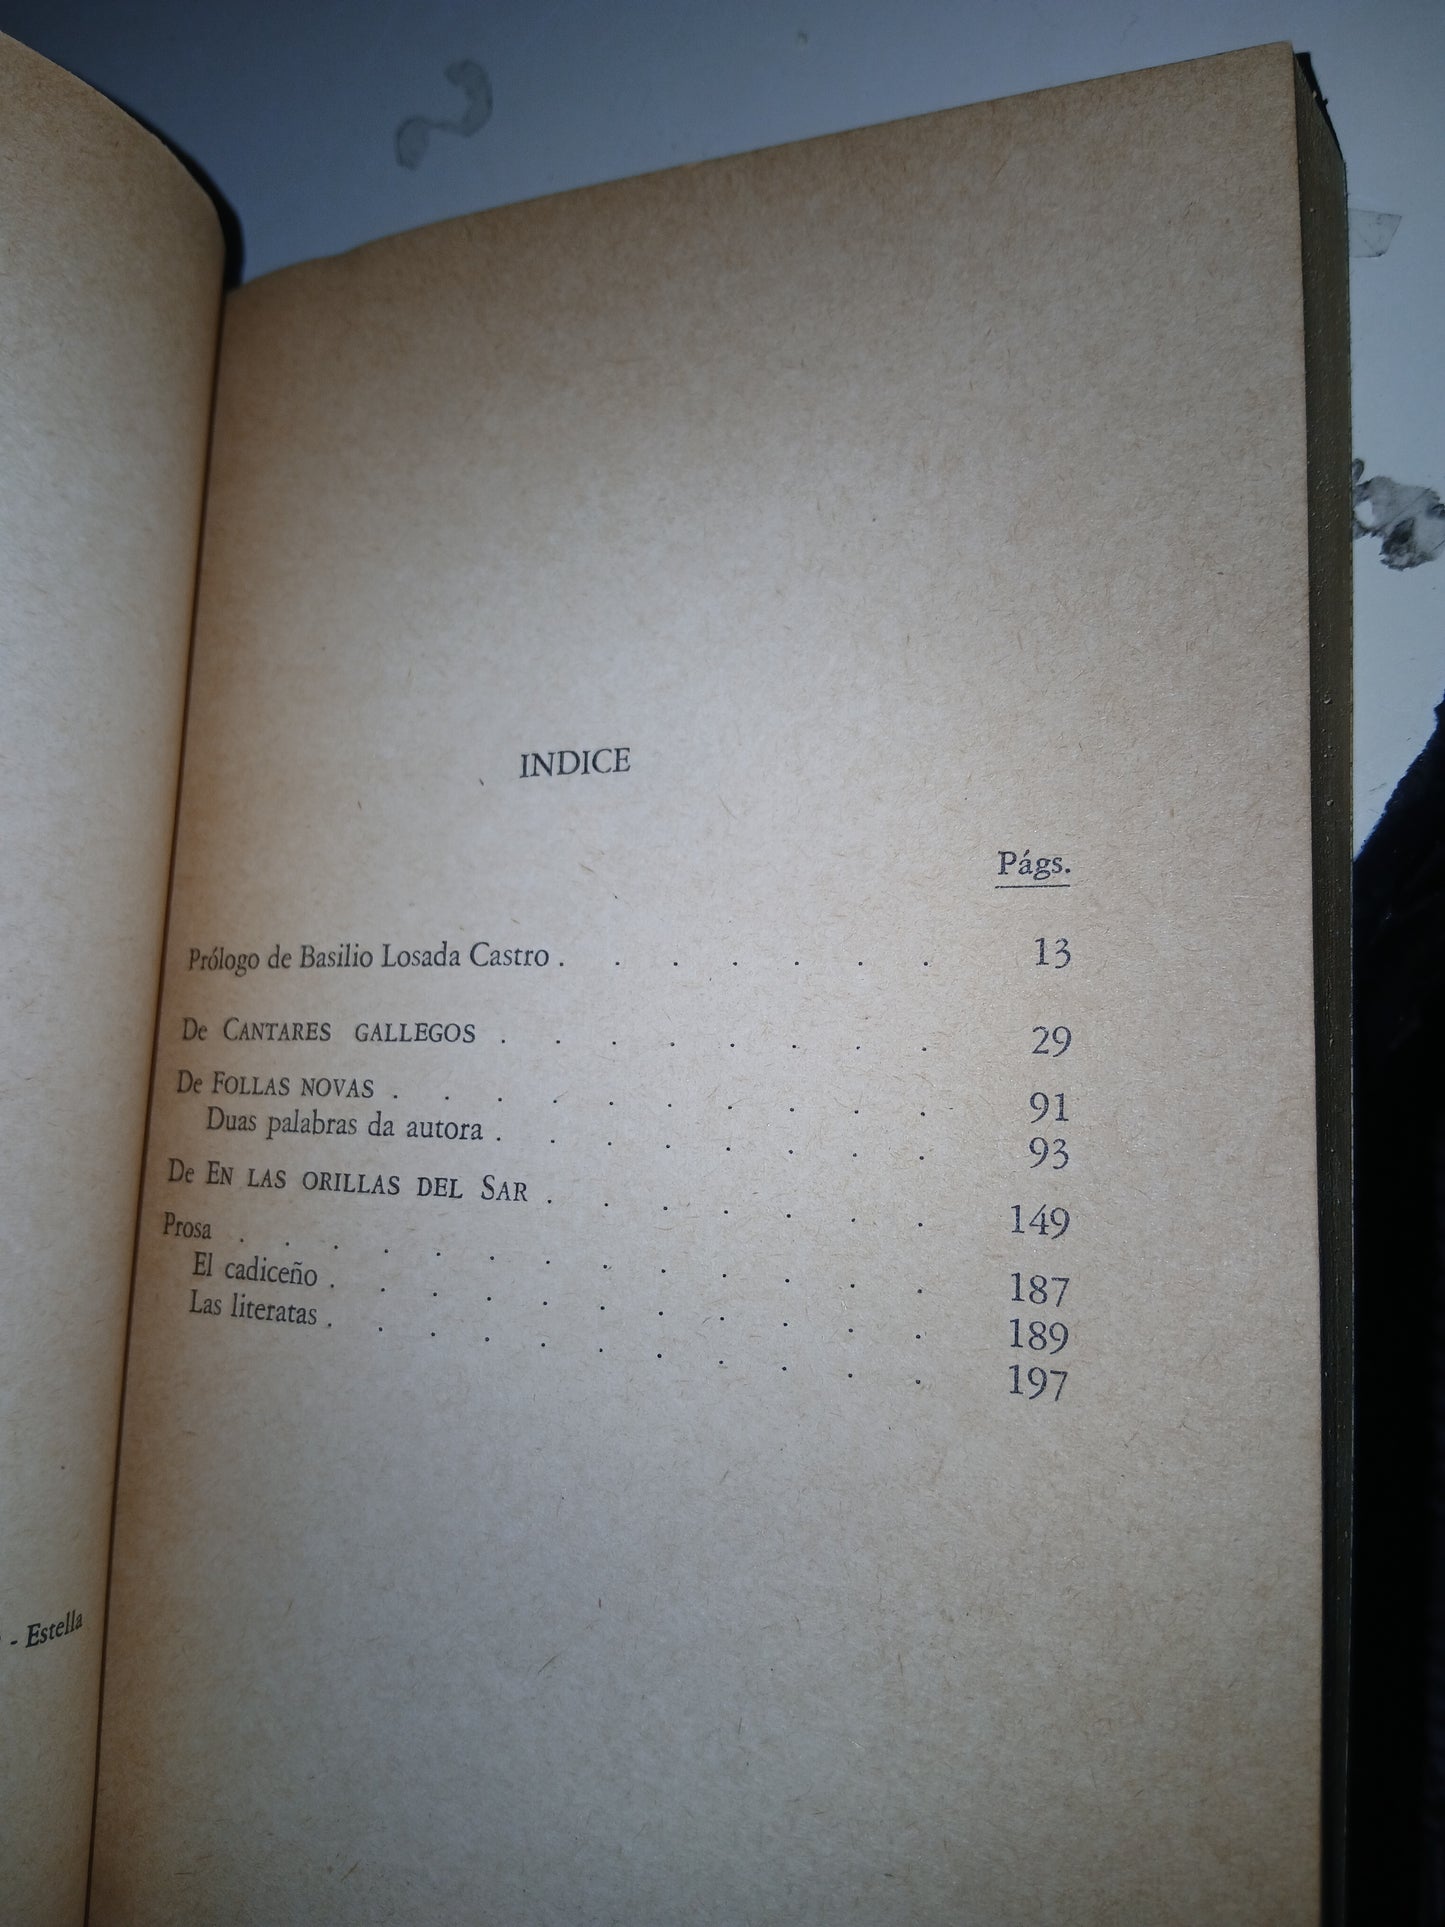 - Estella
INDICE
Págs.
Prólogo de Basilio Losada Castro . . . . . . . 13
De CANTARES GALLEGOS . . . . . . . . 29
De FOLLAS NOVAS . . . . . . . . . . 91
Duas palabras da autora . . . . . . . . 93
De EN LAS ORILLAS DEL SAR . . . . . . . 149
Prosa . . . . . . . . . . . . . 187
El cadiceño . . . . . . . . . . . 189
Las literatas . . . . . . . . . . . 197